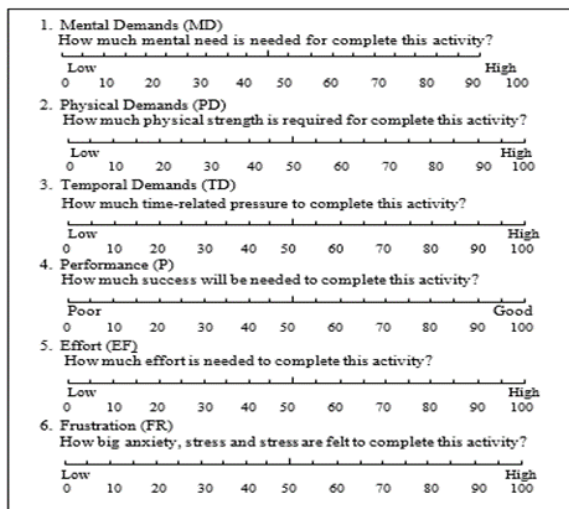 1. Mental Demands (MD)
How much mental need is needed for complete this activity?
Low High
0 10 20 30 40 50 60 70 80 90 100
2. Physical Demands (PD)
How much physical strength is required for complete this activity?
Low High
0 10 20 30 40 50 60 70 80 90 100
3. Temporal Demands (TD)
How much time-related pressure to complete this activity?
Low High
0 10 20 30 40 50 60 70 80 90 100
4. Performance (P)
How much success will be needed to complete this activity?
Poor Good
0 10 20 30 40 50 60 70 80 90 100
5. Effort (EF)
How much effort is needed to complete this activity?
Low High
0 10 20 30 40 50 60 70 80 90 100
6. Frustration (FR)
How big anxiety, stress and stress are felt to complete this activity?
Low High
0 10 20 30 40 50 60 70 80 90 100